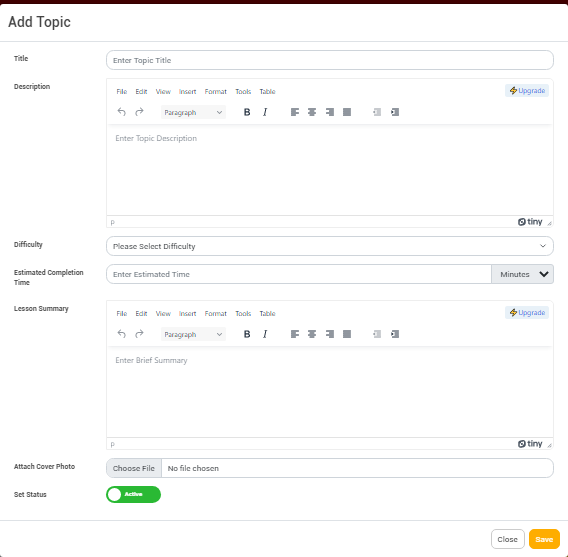 Add Topic
Title
Enter Topic Title
Description
File Edit View Insert Format Tools Table
Upgrade
Paragraph B I
Enter Topic Description
p
tiny
Difficulty
Please Select Difficulty
Estimated Completion
Time
Enter Estimated Time
Minutes
Lesson Summary
File Edit View Insert Format Tools Table
Upgrade
Paragraph B I
Enter Brief Summary
p
tiny
Attach Cover Photo
Choose File No file chosen
Set Status
Active
Close Save